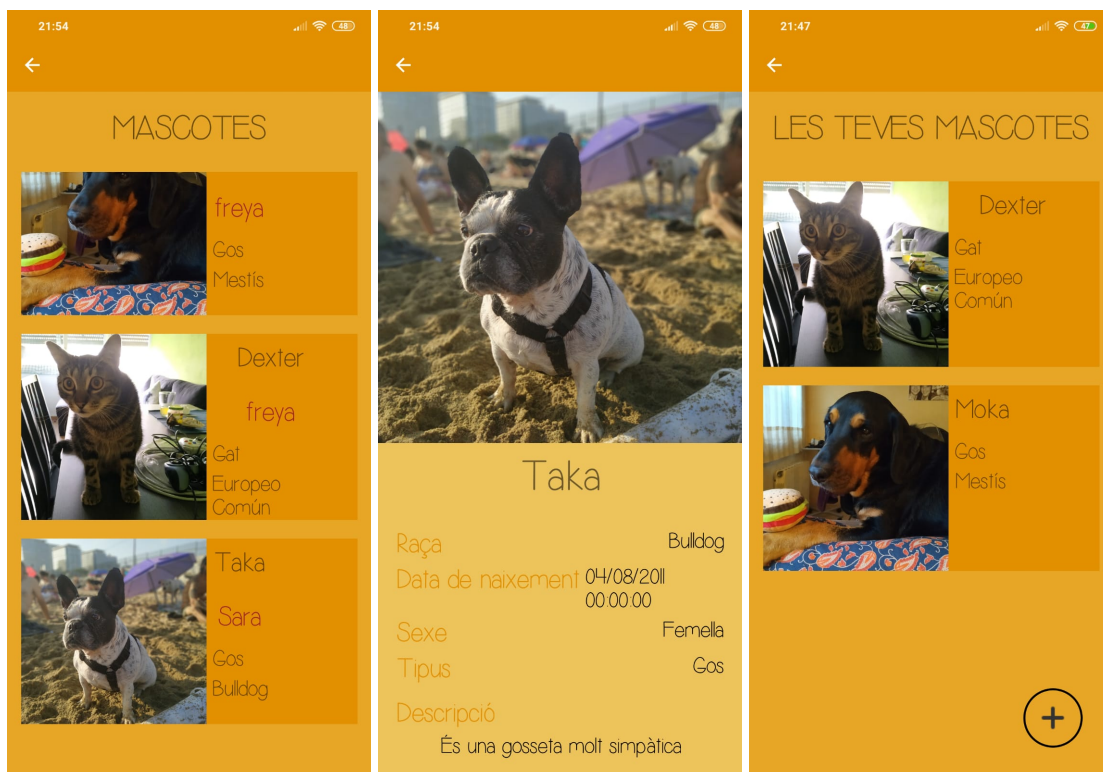 21:54
48
MASCOTES
freya
Gos
Mestís
Dexter
freya
Gat
Europeo
Común
Taka
Sara
Gos
Bulldog
21:54
48
Taka
Raça Bulldog
Data de naixement 04/08/2011
00:00:00
Sexe Femella
Tipus Gos
Descripció
És una gosseta molt simpàtica
21:47
47
LES TEVES MASCOTES
Dexter
Gat
Europeo
Común
Moka
Gos
Mestís
+